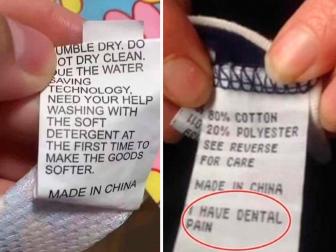 TUMBLE DRY. DO
NOT DRY CLEAN.
DUE THE WATER
SAVING
TECHNOLOGY,
NEED YOUR HELP
WASHING WITH
THE SOFT
DETERGENT AT
THE FIRST TIME TO
MAKE THE GOODS
SOFTER.
MADE IN CHINA
80% COTTON
20% POLYESTER
SEE REVERSE
FOR CARE
MADE IN CHINA
I HAVE DENTAL
PAIN